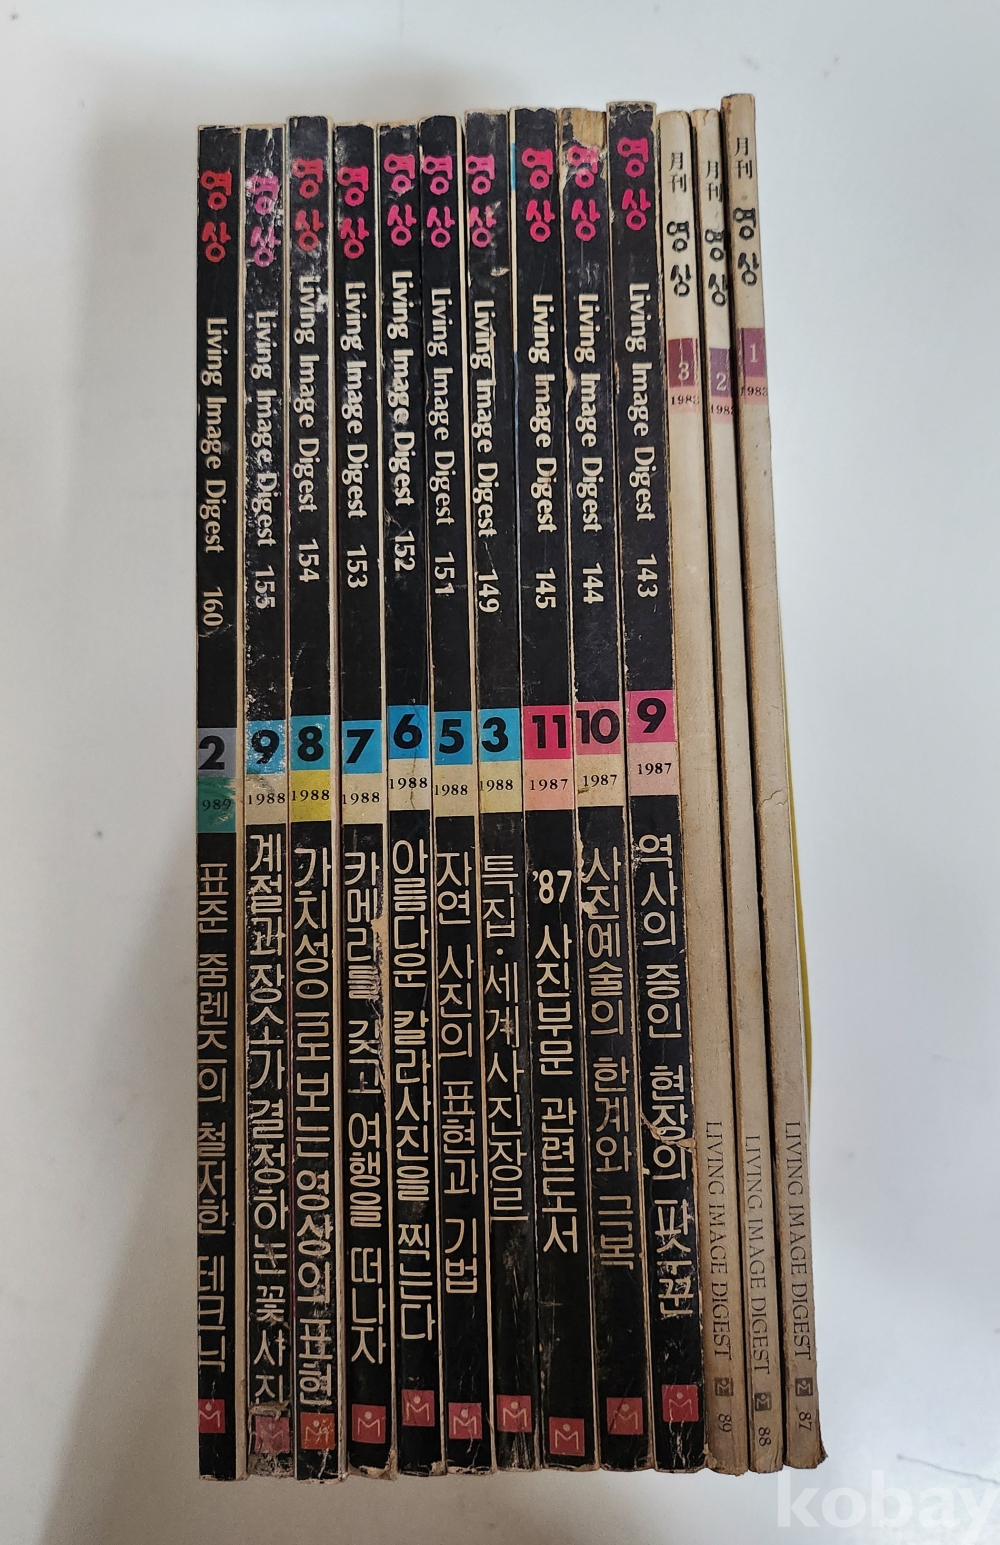 영상 Living Image Digest 160 2 989 표준 줌렌즈의 철저한 테크닉
영상 Living Image Digest 155 9 1988 계절과 장소가 결정하는 꽃사진
영상 Living Image Digest 154 8 1988 가치성으로 보는 영상의 표현
영상 Living Image Digest 153 7 1988 카메라를 갖고 여행을 떠나자
영상 Living Image Digest 152 6 1988 아름다운 칼라사진을 찍는다
영상 Living Image Digest 151 5 1988 자연 사진의 표현과 기법
영상 Living Image Digest 149 3 1988 특집·세계사진장르
영상 Living Image Digest 145 11 1987 '87 사진부문 관련도서
영상 Living Image Digest 144 10 1987 사진예술의 한계와 극복
영상 Living Image Digest 143 9 1987 역사의 증인 현장의 파수꾼
月刊 영상 3 1983 LIVING IMAGE DIGEST 89
月刊 영상 2 1983 LIVING IMAGE DIGEST 88
月刊 영상 1 1983 LIVING IMAGE DIGEST 87
kobay